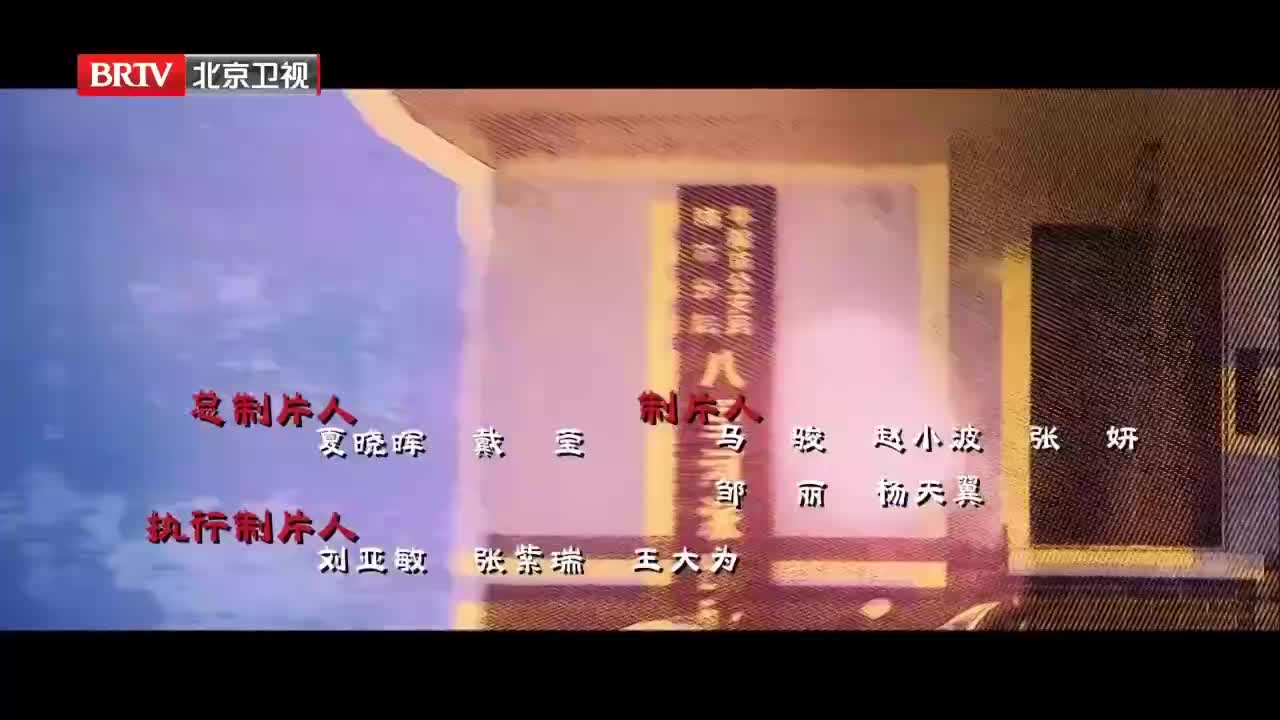 BRTV 北京卫视
总制片人
夏晓晖 戴 莹
制片人
马 骏 赵小波 张 妍
邹 丽 杨天翼
执行制片人
刘亚敏 张紫瑞 王大为
八